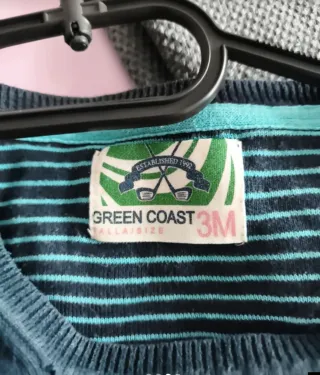 ESTABLISHED 1992
GREEN COAST
TALLA/SIZE 3M